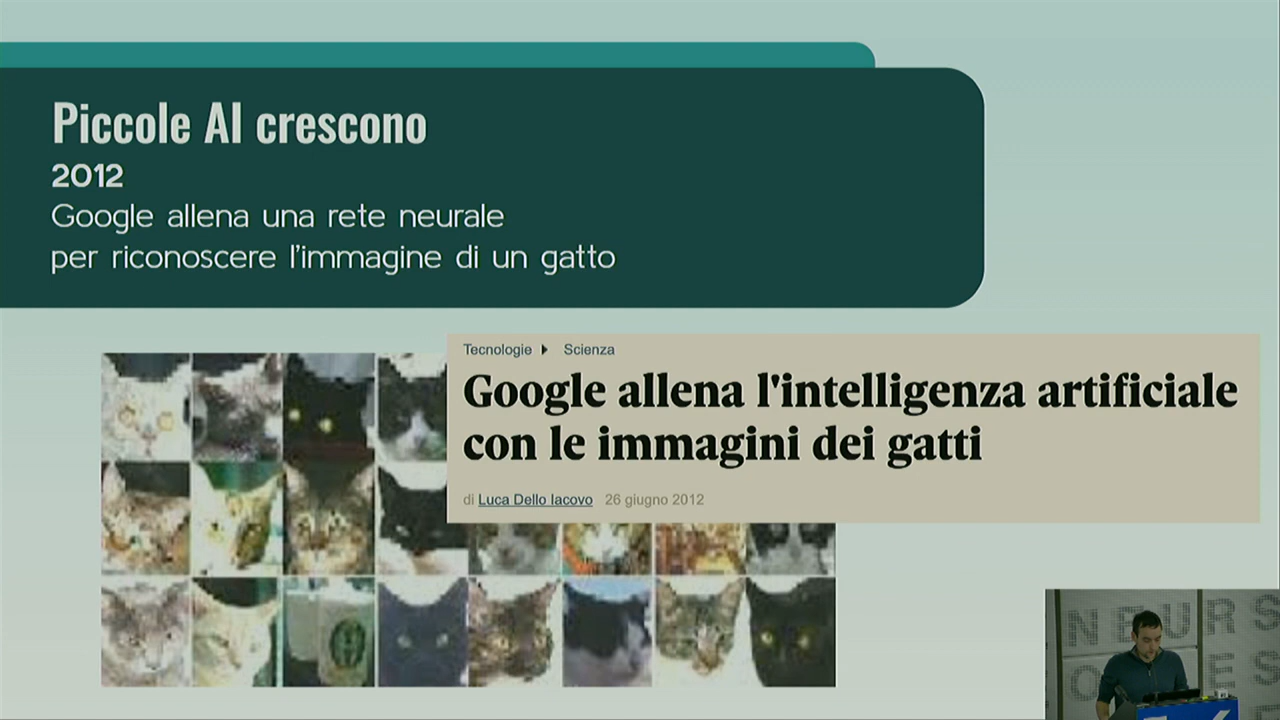 Piccole AI crescono
2012
Google allena una rete neurale
per riconoscere l'immagine di un gatto
Tecnologie Scienza
Google allena l'intelligenza artificiale
con le immagini dei gatti
di Luca Dello Iacovo 26 giugno 2012
NEURS